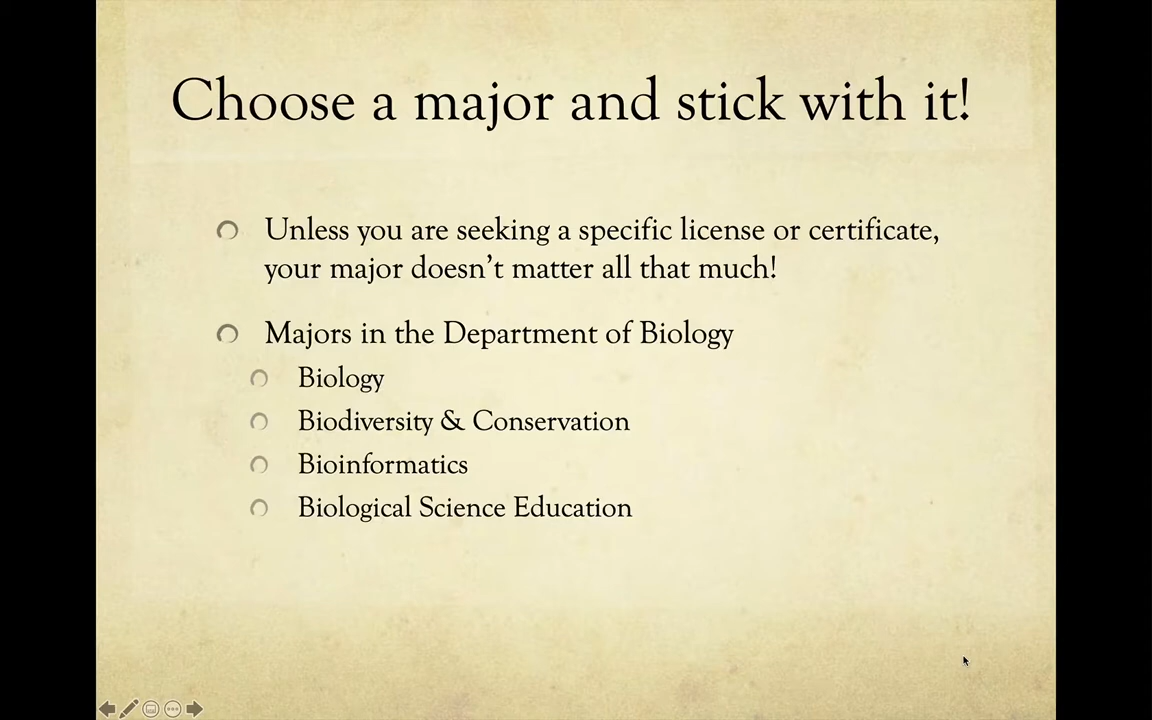 Choose a major and stick with it!
Unless you are seeking a specific license or certificate,
your major doesn’t matter all that much!
Majors in the Department of Biology
Biology
Biodiversity & Conservation
Bioinformatics
Biological Science Education